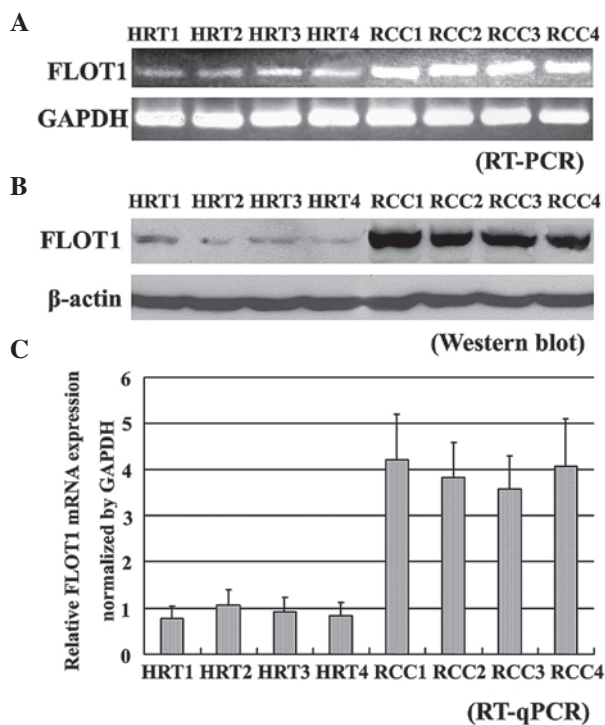 A
HRT1 HRT2 HRT3 HRT4 RCC1 RCC2 RCC3 RCC4
FLOT1
GAPDH
(RT-PCR)
B
HRT1 HRT2 HRT3 HRT4 RCC1 RCC2 RCC3 RCC4
FLOT1
β-actin
(Western blot)
C
Relative FLOT1 mRNA expression
normalized by GAPDH
6
5
4
3
2
1
0
HRT1 HRT2 HRT3 HRT4 RCC1 RCC2 RCC3 RCC4
(RT-qPCR)